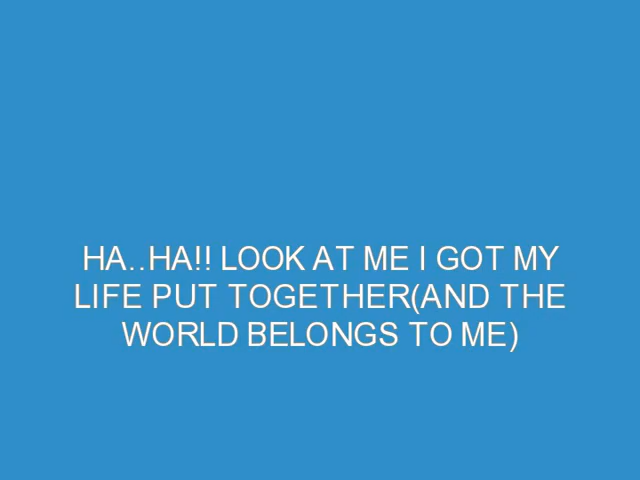 HA..HA!! LOOK AT ME I GOT MY
LIFE PUT TOGETHER(AND THE
WORLD BELONGS TO ME)